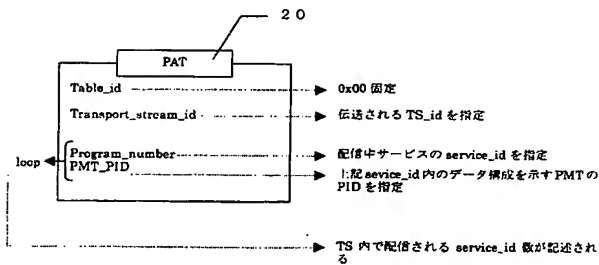 20
PAT
Table_id
0x00 固定
Transport_stream_id
伝送される TS_id を指定
loop
Program_number
配信中サービスの service_id を指定
PMT_PID
上記 sevice_id 内のデータ構成を示す PMT の
PID を指定
TS 内で配信される service_id 数が記述され
る